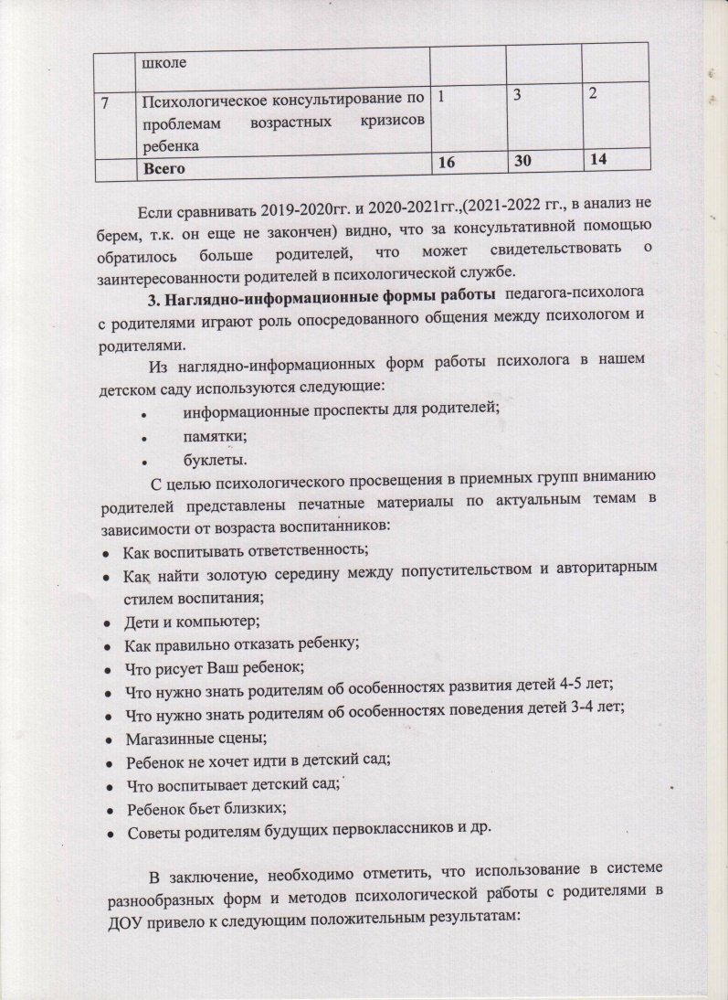 школе
7 Психологическое консультирование по 1 3 2
проблемам возрастных кризисов
ребенка
Всего 16 30 14
Если сравнивать 2019-2020гг. и 2020-2021гг.,(2021-2022 гг., в анализ не
берем, т.к. он еще не закончен) видно, что за консультативной помощью
обратилось больше родителей, что может свидетельствовать о
заинтересованности родителей в психологической службе.
3. Наглядно-информационные формы работы педагога-психолога
с родителями играют роль опосредованного общения между психологом и
родителями.
Из наглядно-информационных форм работы психолога в нашем
детском саду используются следующие:
• информационные проспекты для родителей;
• памятки;
• буклеты.
С целью психологического просвещения в приемных групп вниманию
родителей представлены печатные материалы по актуальным темам в
зависимости от возраста воспитанников:
• Как воспитывать ответственность;
• Как найти золотую середину между попустительством и авторитарным
стилем воспитания;
• Дети и компьютер;
• Как правильно отказать ребенку;
• Что рисует Ваш ребенок;
• Что нужно знать родителям об особенностях развития детей 4-5 лет;
• Что нужно знать родителям об особенностях поведения детей 3-4 лет;
• Магазинные сцены;
• Ребенок не хочет идти в детский сад;
• Что воспитывает детский сад;
• Ребенок бьет близких;
• Советы родителям будущих первоклассников и др.
В заключение, необходимо отметить, что использование в системе
разнообразных форм и методов психологической работы с родителями в
ДОУ привело к следующим положительным результатам: